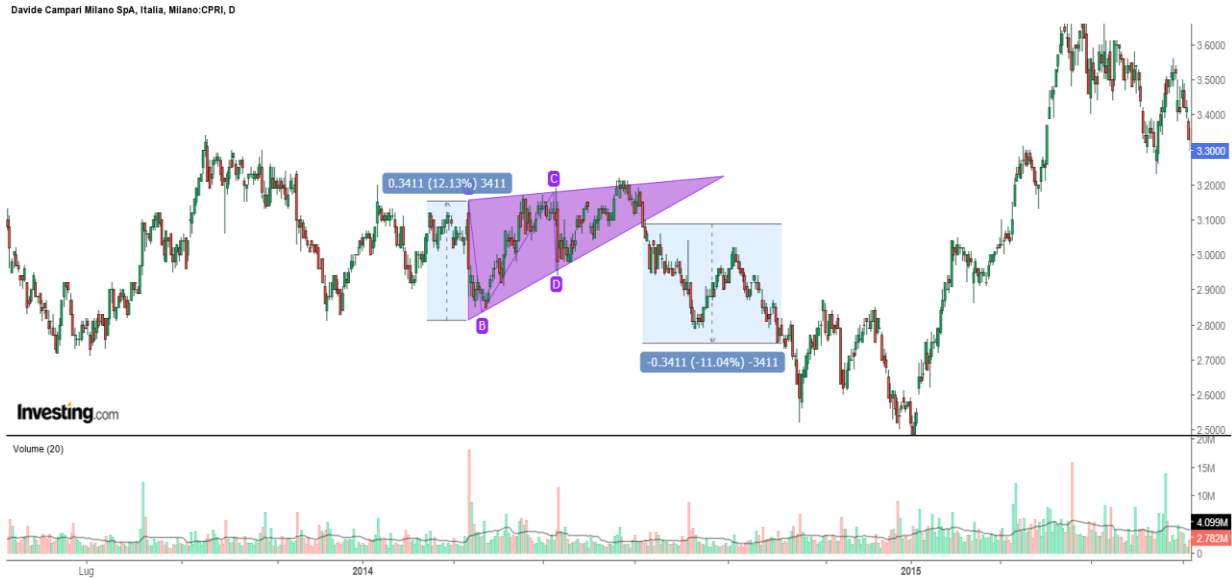 Davide Campari Milano SpA, Italia, Milano:CPRI, D
3.6000
3.5000
3.4000
3.3000
3.2000
3.1000
3.0000
2.9000
2.8000
2.7000
2.6000
2.5000
0.3411 (12.13%) 3411
C
D
B
-0.3411 (-11.04%) -3411
Investing.com
Volume (20)
20M
15M
10M
4.099M
2.782M
0
Lug
2014
2015